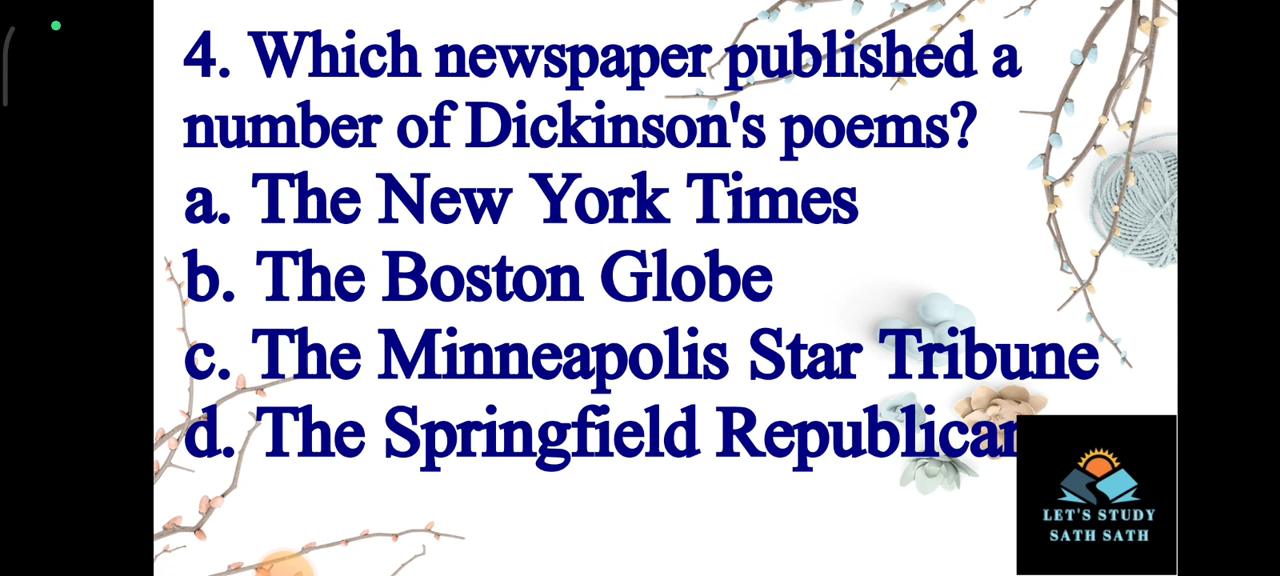 4. Which newspaper published a
number of Dickinson's poems?
a. The New York Times
b. The Boston Globe
c. The Minneapolis Star Tribune
d. The Springfield Republican
LET'S STUDY
SATH SATH